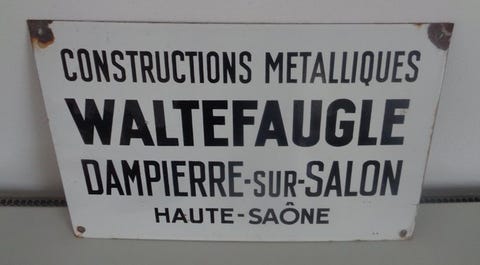 CONSTRUCTIONS METALLIQUES
WALTEFAUGLE
DAMPIERRE-SUR-SALON
HAUTE-SAÔNE